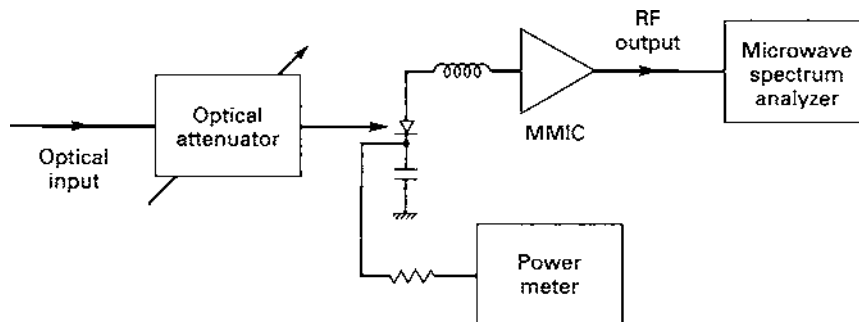 RF
output
Microwave
spectrum
analyzer
Optical
attenuator
MMIC
Optical
input
Power
meter